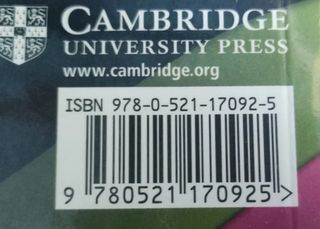 CAMBRIDGE
UNIVERSITY PRESS
www.cambridge.org
ISBN 978-0-521-17092-5
9 780521 170925>